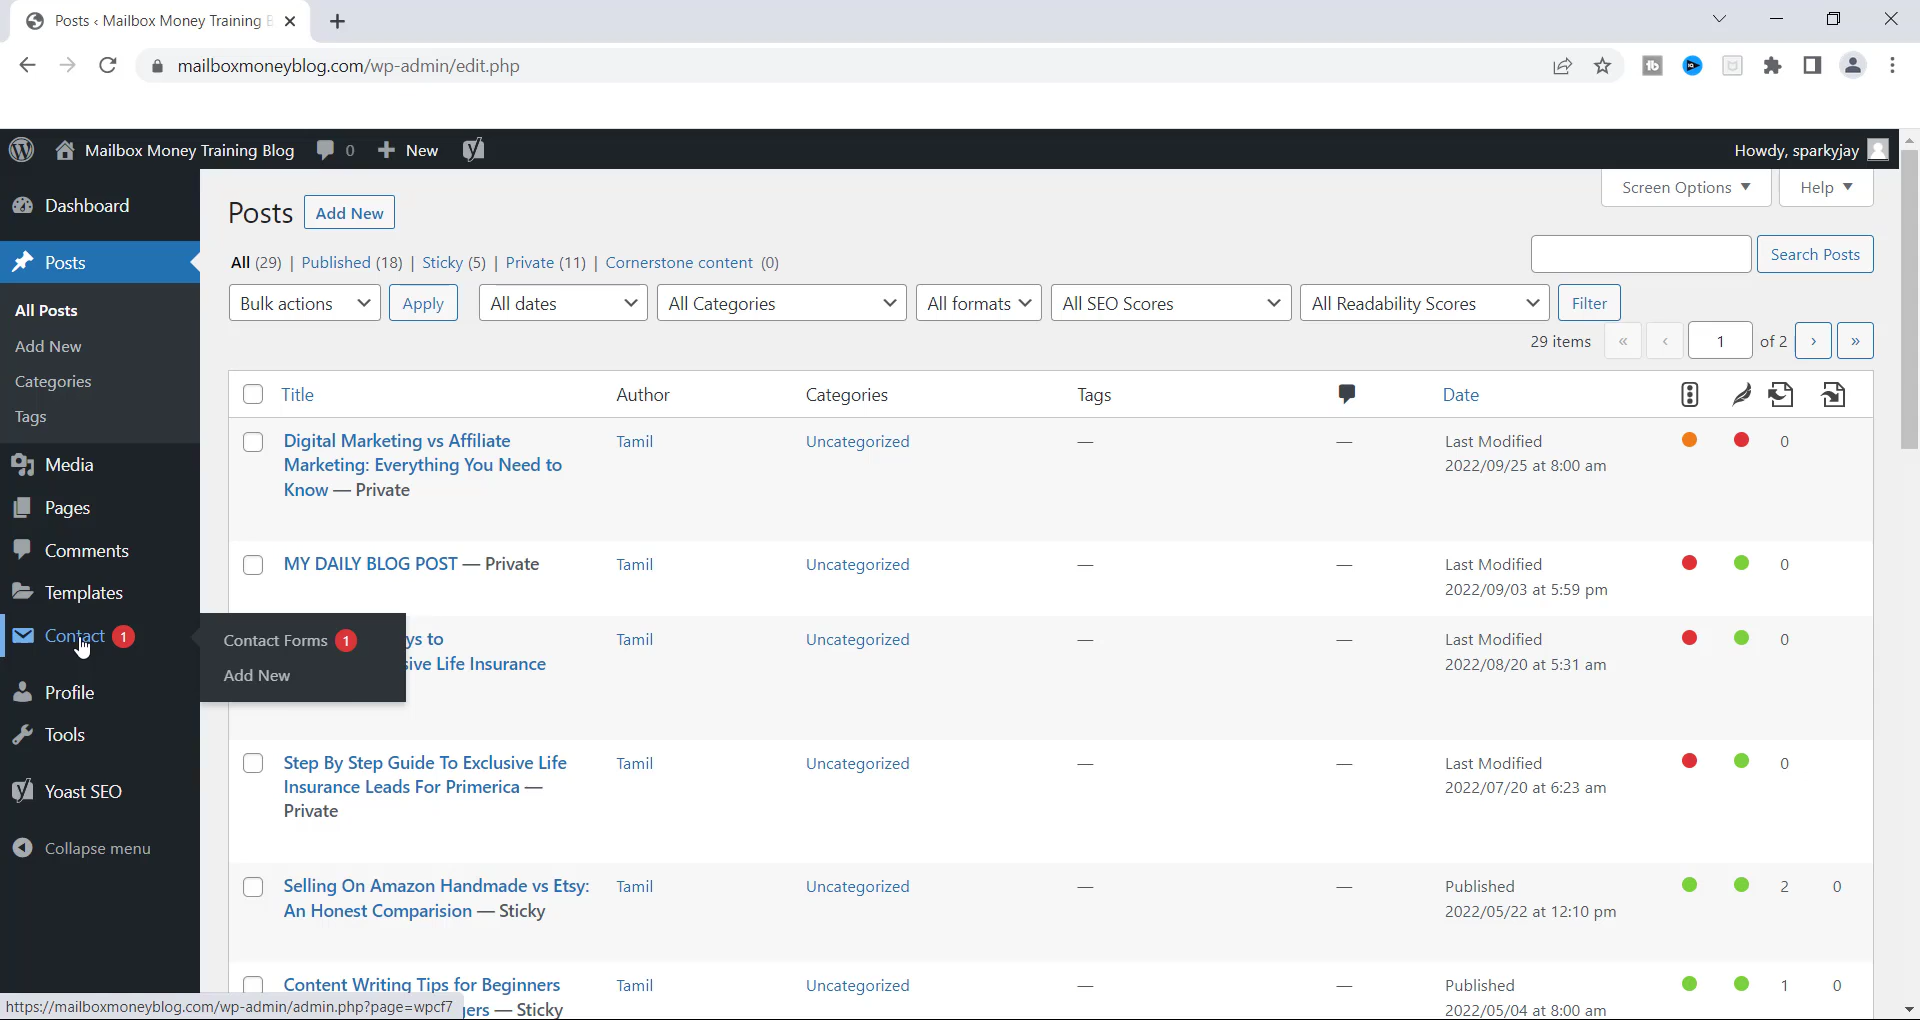 Posts ‹ Mailbox Money Training B
mailboxmoneyblog.com/wp-admin/edit.php
Mailbox Money Training Blog 0 New
Howdy, sparkyjay
Screen Options Help
Dashboard
Posts
All Posts
Add New
Categories
Tags
Media
Pages
Comments
Templates
Contact 1
Contact Forms 1
Add New
Profile
Tools
Yoast SEO
Collapse menu
Posts Add New
All (29) | Published (18) | Sticky (5) | Private (11) | Cornerstone content (0)
Search Posts
Bulk actions Apply All dates All Categories All formats All SEO Scores All Readability Scores Filter
29 items « ‹ 1 of 2 › »
Title Author Categories Tags Date
Digital Marketing vs Affiliate
Marketing: Everything You Need to
Know — Private
Tamil Uncategorized — —
Last Modified
2022/09/25 at 8:00 am
0
MY DAILY BLOG POST — Private
Tamil Uncategorized — —
Last Modified
2022/09/03 at 5:59 pm
0
ys to
sive Life Insurance
Tamil Uncategorized — —
Last Modified
2022/08/20 at 5:31 am
0
Step By Step Guide To Exclusive Life
Insurance Leads For Primerica —
Private
Tamil Uncategorized — —
Last Modified
2022/07/20 at 6:23 am
0
Selling On Amazon Handmade vs Etsy:
An Honest Comparision — Sticky
Tamil Uncategorized — —
Published
2022/05/22 at 12:10 pm
2 0
Content Writing Tips for Beginners
gers — Sticky
Tamil Uncategorized — —
Published
2022/05/04 at 8:00 am
1 0
https://mailboxmoneyblog.com/wp-admin/admin.php?page=wpcf7